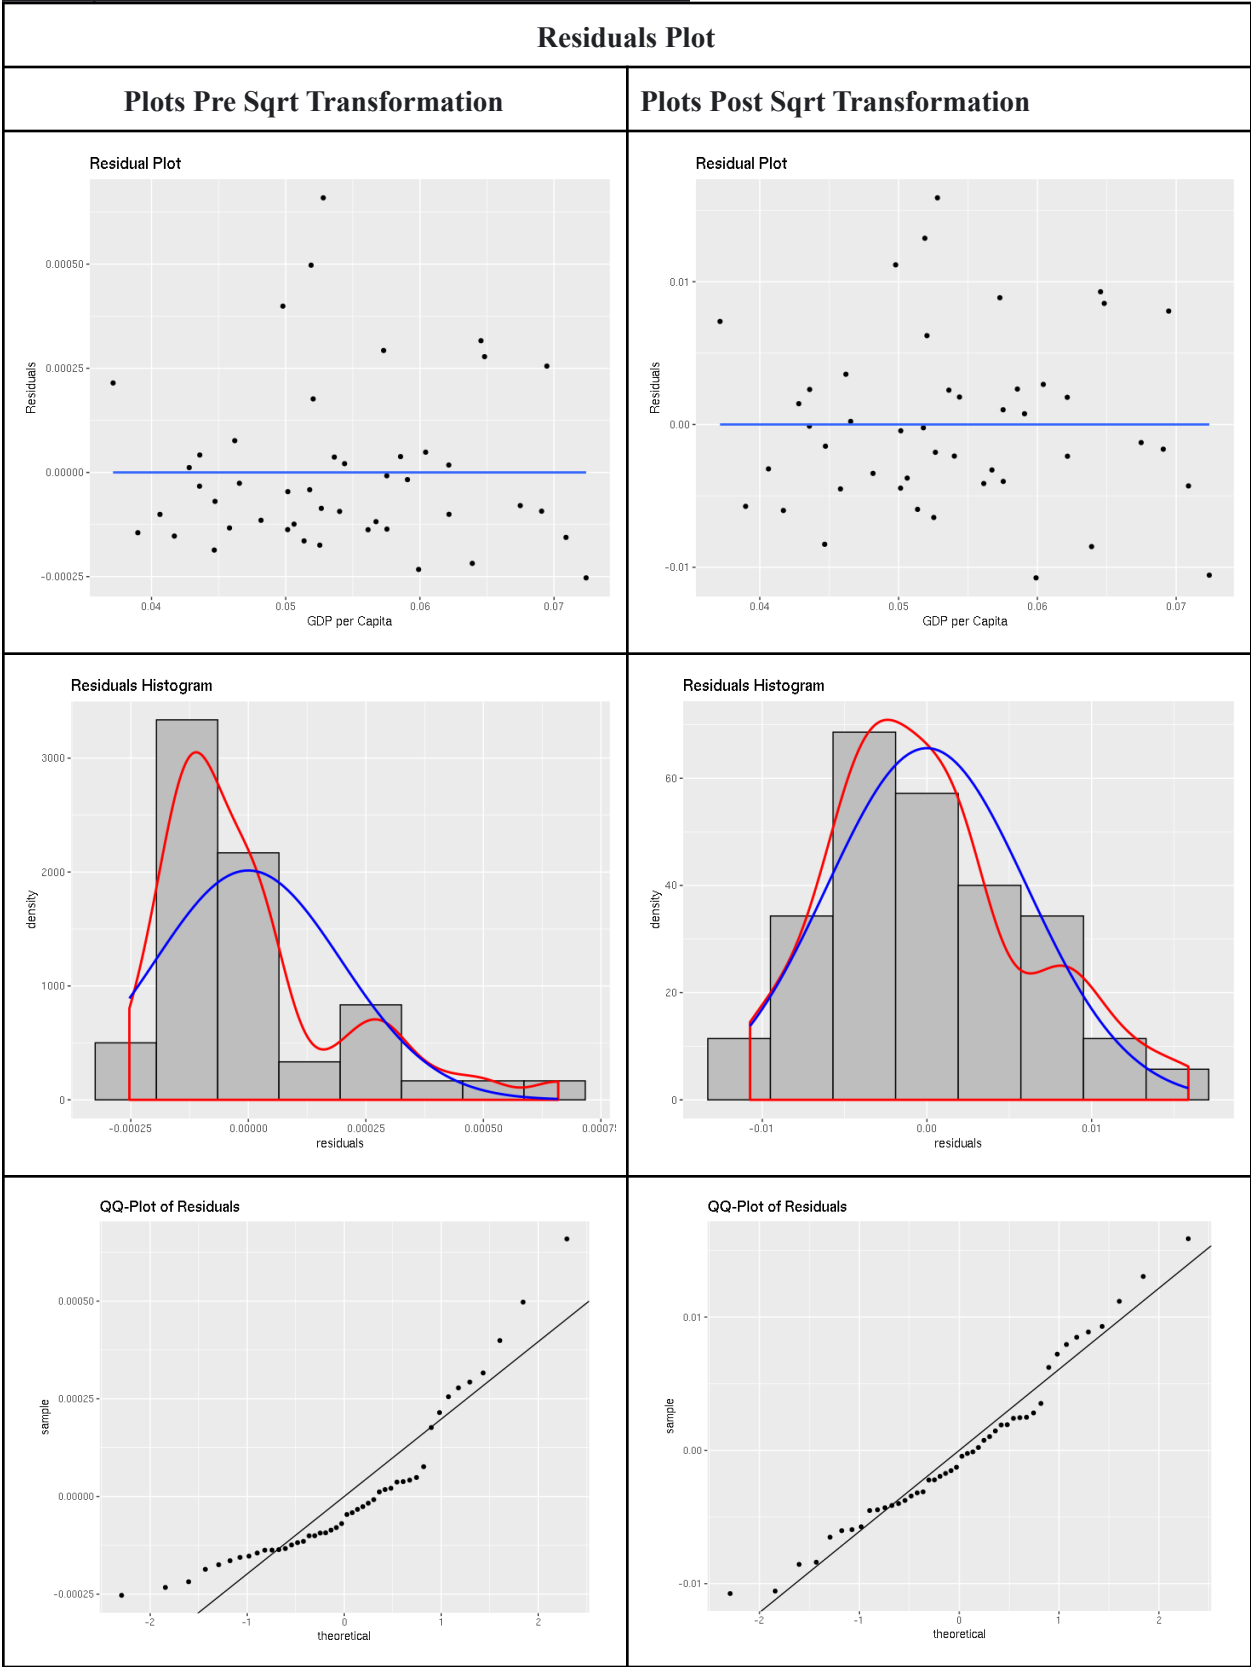 Residuals Plot
Plots Pre Sqrt Transformation
Plots Post Sqrt Transformation
Residual Plot
Residuals
0.00050
0.00025
0.00000
-0.00025
0.04 0.05 0.06 0.07
GDP per Capita
Residual Plot
Residuals
0.01
0.00
-0.01
0.04 0.05 0.06 0.07
GDP per Capita
Residuals Histogram
density
3000
2000
1000
0
-0.00025 0.00000 0.00025 0.00050 0.0007
residuals
Residuals Histogram
density
60
40
20
0
-0.01 0.00 0.01
residuals
QQ-Plot of Residuals
sample
0.00050
0.00025
0.00000
-0.00025
-2 -1 0 1 2
theoretical
QQ-Plot of Residuals
sample
0.01
0.00
-0.01
-2 -1 0 1 2
theoretical